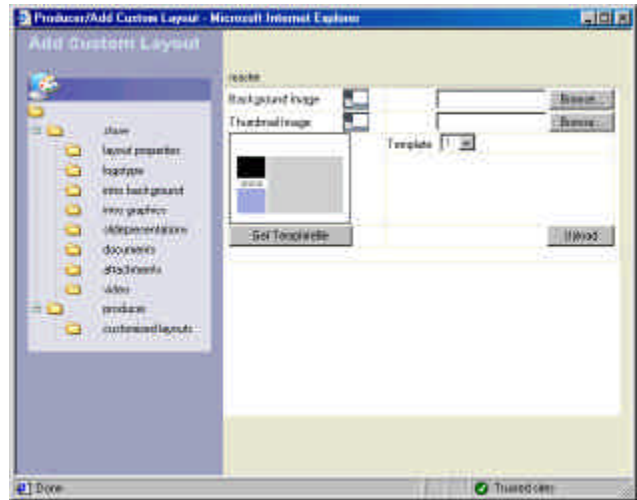 Producer/Add Custom Layout - Microsoft Internet Explorer
Add Custom Layout
Background Image
Browse...
Thumbnail Image
Browse...
Template 1
show
layout properties
logotype
intro background
intro graphics
slidepresentations
documents
attachments
video
producer
customised layouts
Get Template
Upload
Done
Trusted sites